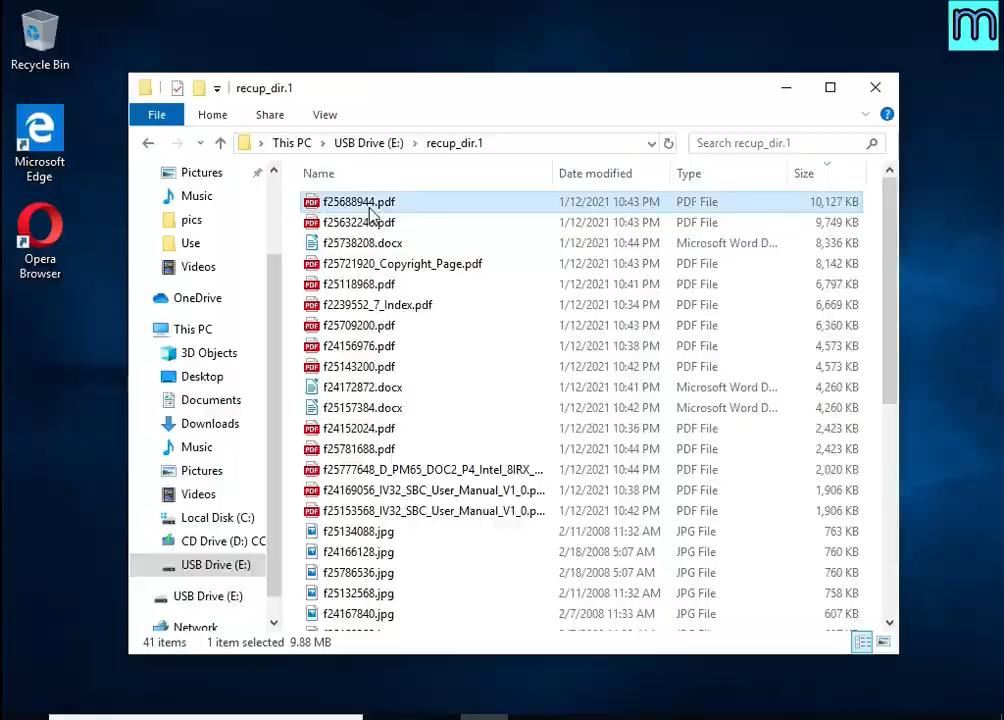 m
Recycle Bin
Microsoft
Edge
Opera
Browser
recup_dir.1
File Home Share View
This PC > USB Drive (E:) > recup_dir.1
Search recup_dir.1
Name Date modified Type Size
Pictures
Music
pics
Use
Videos
OneDrive
This PC
3D Objects
Desktop
Documents
Downloads
Music
Pictures
Videos
Local Disk (C:)
CD Drive (D:) CC
USB Drive (E:)
USB Drive (E:)
Network
f25688944.pdf 1/12/2021 10:43 PM PDF File 10,127 KB
pdf 1/12/2021 10:43 PM PDF File 9,749 KB
f25738208.docx 1/12/2021 10:44 PM Microsoft Word D... 8,336 KB
f25721920_Copyright_Page.pdf 1/12/2021 10:43 PM PDF File 8,142 KB
f25118968.pdf 1/12/2021 10:41 PM PDF File 6,797 KB
f2239552_7_Index.pdf 1/12/2021 10:34 PM PDF File 6,669 KB
f25709200.pdf 1/12/2021 10:43 PM PDF File 6,360 KB
f24156976.pdf 1/12/2021 10:38 PM PDF File 4,573 KB
f25143200.pdf 1/12/2021 10:42 PM PDF File 4,573 KB
f24172872.docx 1/12/2021 10:41 PM Microsoft Word D... 4,260 KB
f25157384.docx 1/12/2021 10:42 PM Microsoft Word D... 4,260 KB
f24152024.pdf 1/12/2021 10:36 PM PDF File 2,423 KB
f25781688.pdf 1/12/2021 10:44 PM PDF File 2,423 KB
f25777648_D_PM65_DOC2_P4_Intel_8IRX_... 1/12/2021 10:44 PM PDF File 2,020 KB
f24169056_IV32_SBC_User_Manual_V1_0.p... 1/12/2021 10:38 PM PDF File 1,906 KB
f25153568_IV32_SBC_User_Manual_V1_0.p... 1/12/2021 10:42 PM PDF File 1,906 KB
f25134088.jpg 2/11/2008 11:32 AM JPG File 763 KB
f24166128.jpg 2/18/2008 5:07 AM JPG File 760 KB
f25786536.jpg 2/18/2008 5:07 AM JPG File 760 KB
f25132568.jpg 2/11/2008 11:32 AM JPG File 758 KB
f24167840.jpg 2/7/2008 11:33 AM JPG File 607 KB
41 items 1 item selected 9.88 MB